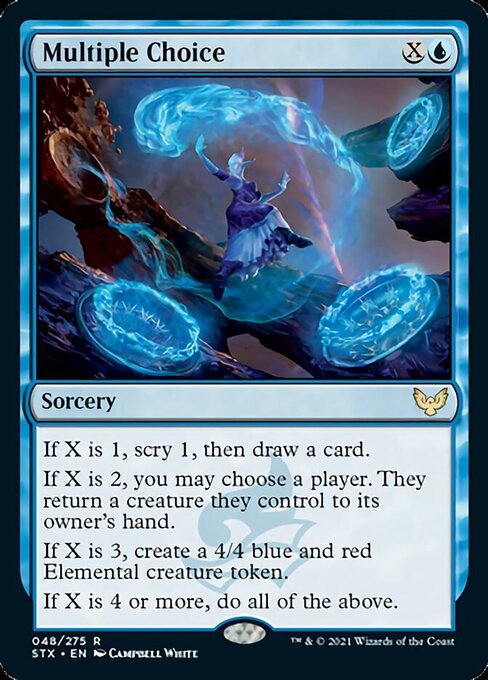 Multiple Choice X
Sorcery
If X is 1, scry 1, then draw a card.
If X is 2, you may choose a player. They
return a creature they control to its
owner's hand.
If X is 3, create a 4/4 blue and red
Elemental creature token.
If X is 4 or more, do all of the above.
048/275 R
™ & © 2021 Wizards of the Coast
STX • EN Campbell White